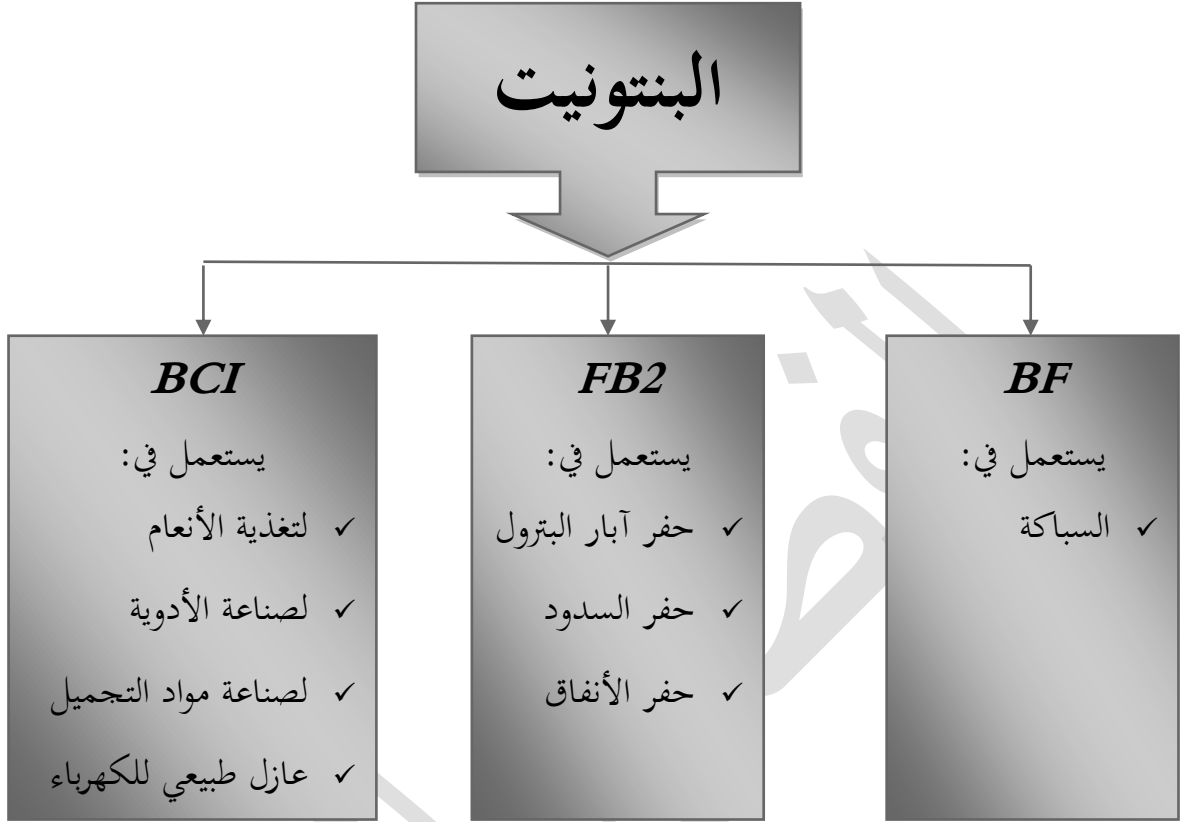 البنتونيت
BF
يستعمل في:
✓ السباكة
FB2
يستعمل في:
✓ حفر آبار البترول
✓ حفر السدود
✓ حفر الأنفاق
BCI
يستعمل في:
✓ لتغذية الأنعام
✓ لصناعة الأدوية
✓ لصناعة مواد التجميل
✓ عازل طبيعي للكهرباء